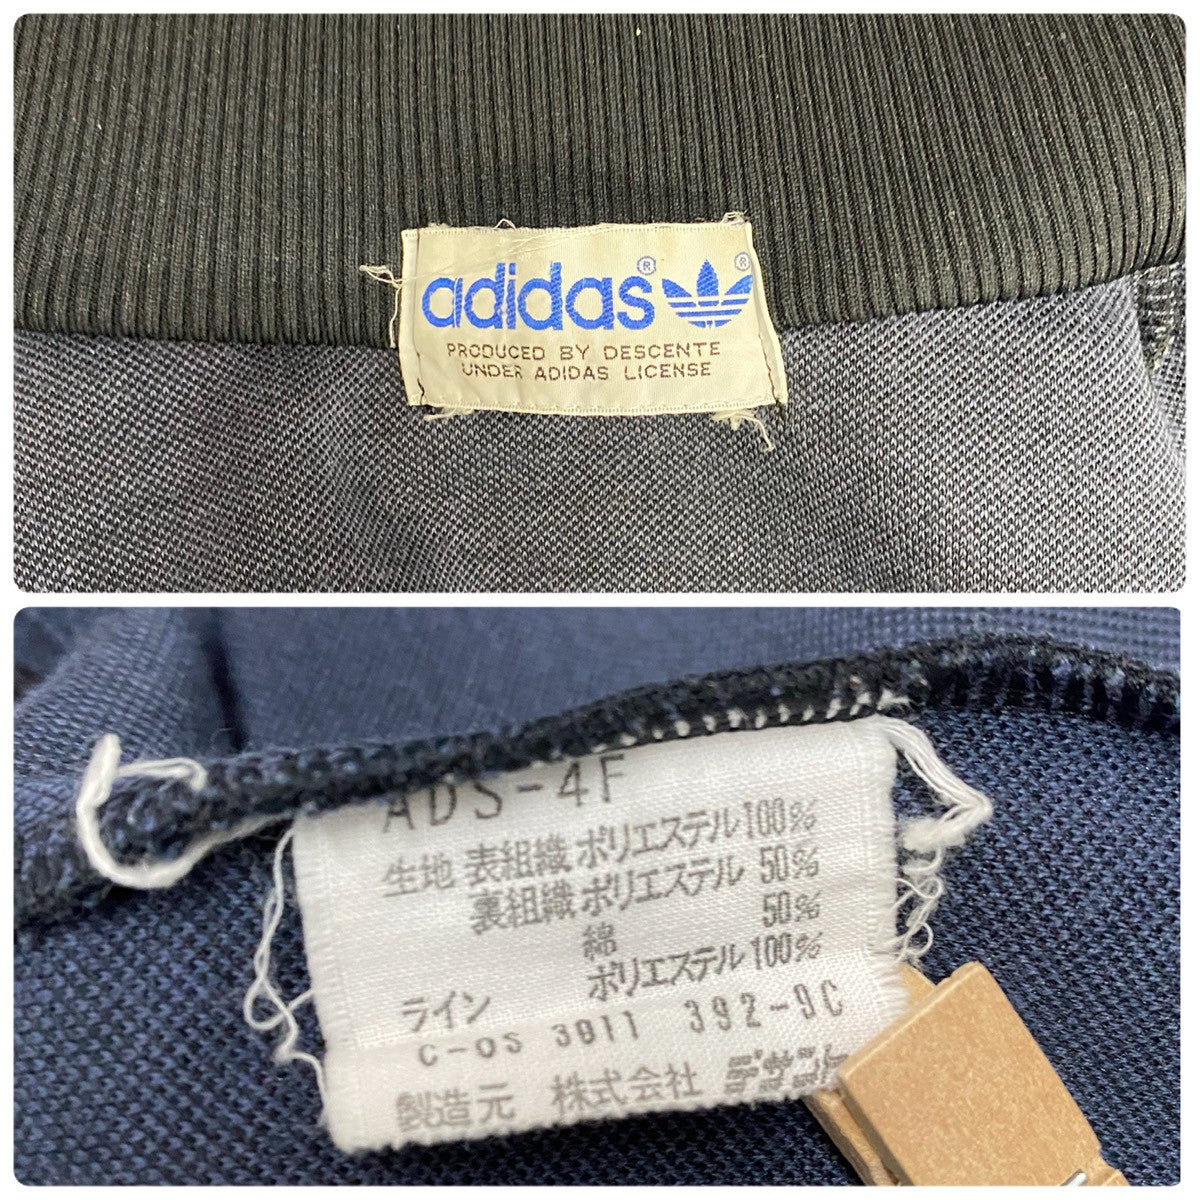 adidas®
®
PRODUCED BY DESCENTE
UNDER ADIDAS LICENSE
ADS-4F
生地 表組織 ポリエステル100%
裏組織 ポリエステル 50%
綿 50%
ライン ポリエステル100%
C-OS 3011 392-9C
製造元 株式会社